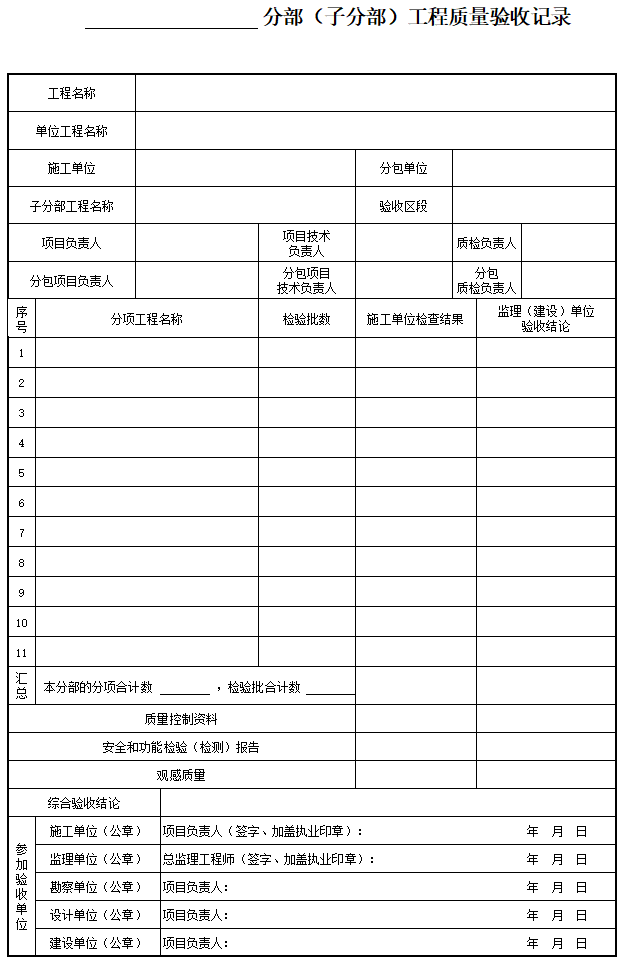 分部（子分部）工程质量验收记录
工程名称
单位工程名称
施工单位 分包单位
子分部工程名称 验收区段
项目负责人 项目技术
负责人 质检负责人
分包项目负责人 分包项目
技术负责人 分包
质检负责人
序
号 分项工程名称 检验批数 施工单位检查结果 监理（建设）单位
验收结论
1
2
3
4
5
6
7
8
9
10
11
汇
总 本分部的分项合计数 ，检验批合计数
质量控制资料
安全和功能检验（检测）报告
观感质量
综合验收结论
参
加
验
收
单
位
施工单位（公章） 项目负责人（签字、加盖执业印章）： 年 月 日
监理单位（公章） 总监理工程师（签字、加盖执业印章）： 年 月 日
勘察单位（公章） 项目负责人： 年 月 日
设计单位（公章） 项目负责人： 年 月 日
建设单位（公章） 项目负责人： 年 月 日